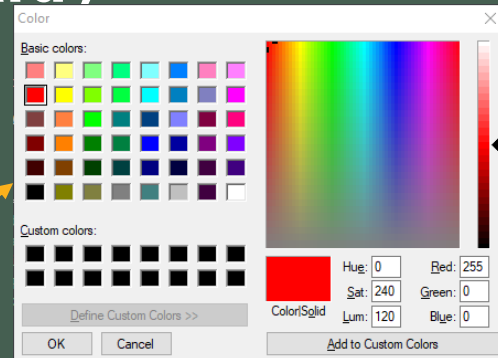 Color
Basic colors:
Custom colors:
Define Custom Colors >>
OK Cancel
Color|Solid
Hue: 0 Red: 255
Sat: 240 Green: 0
Lum: 120 Blue: 0
Add to Custom Colors